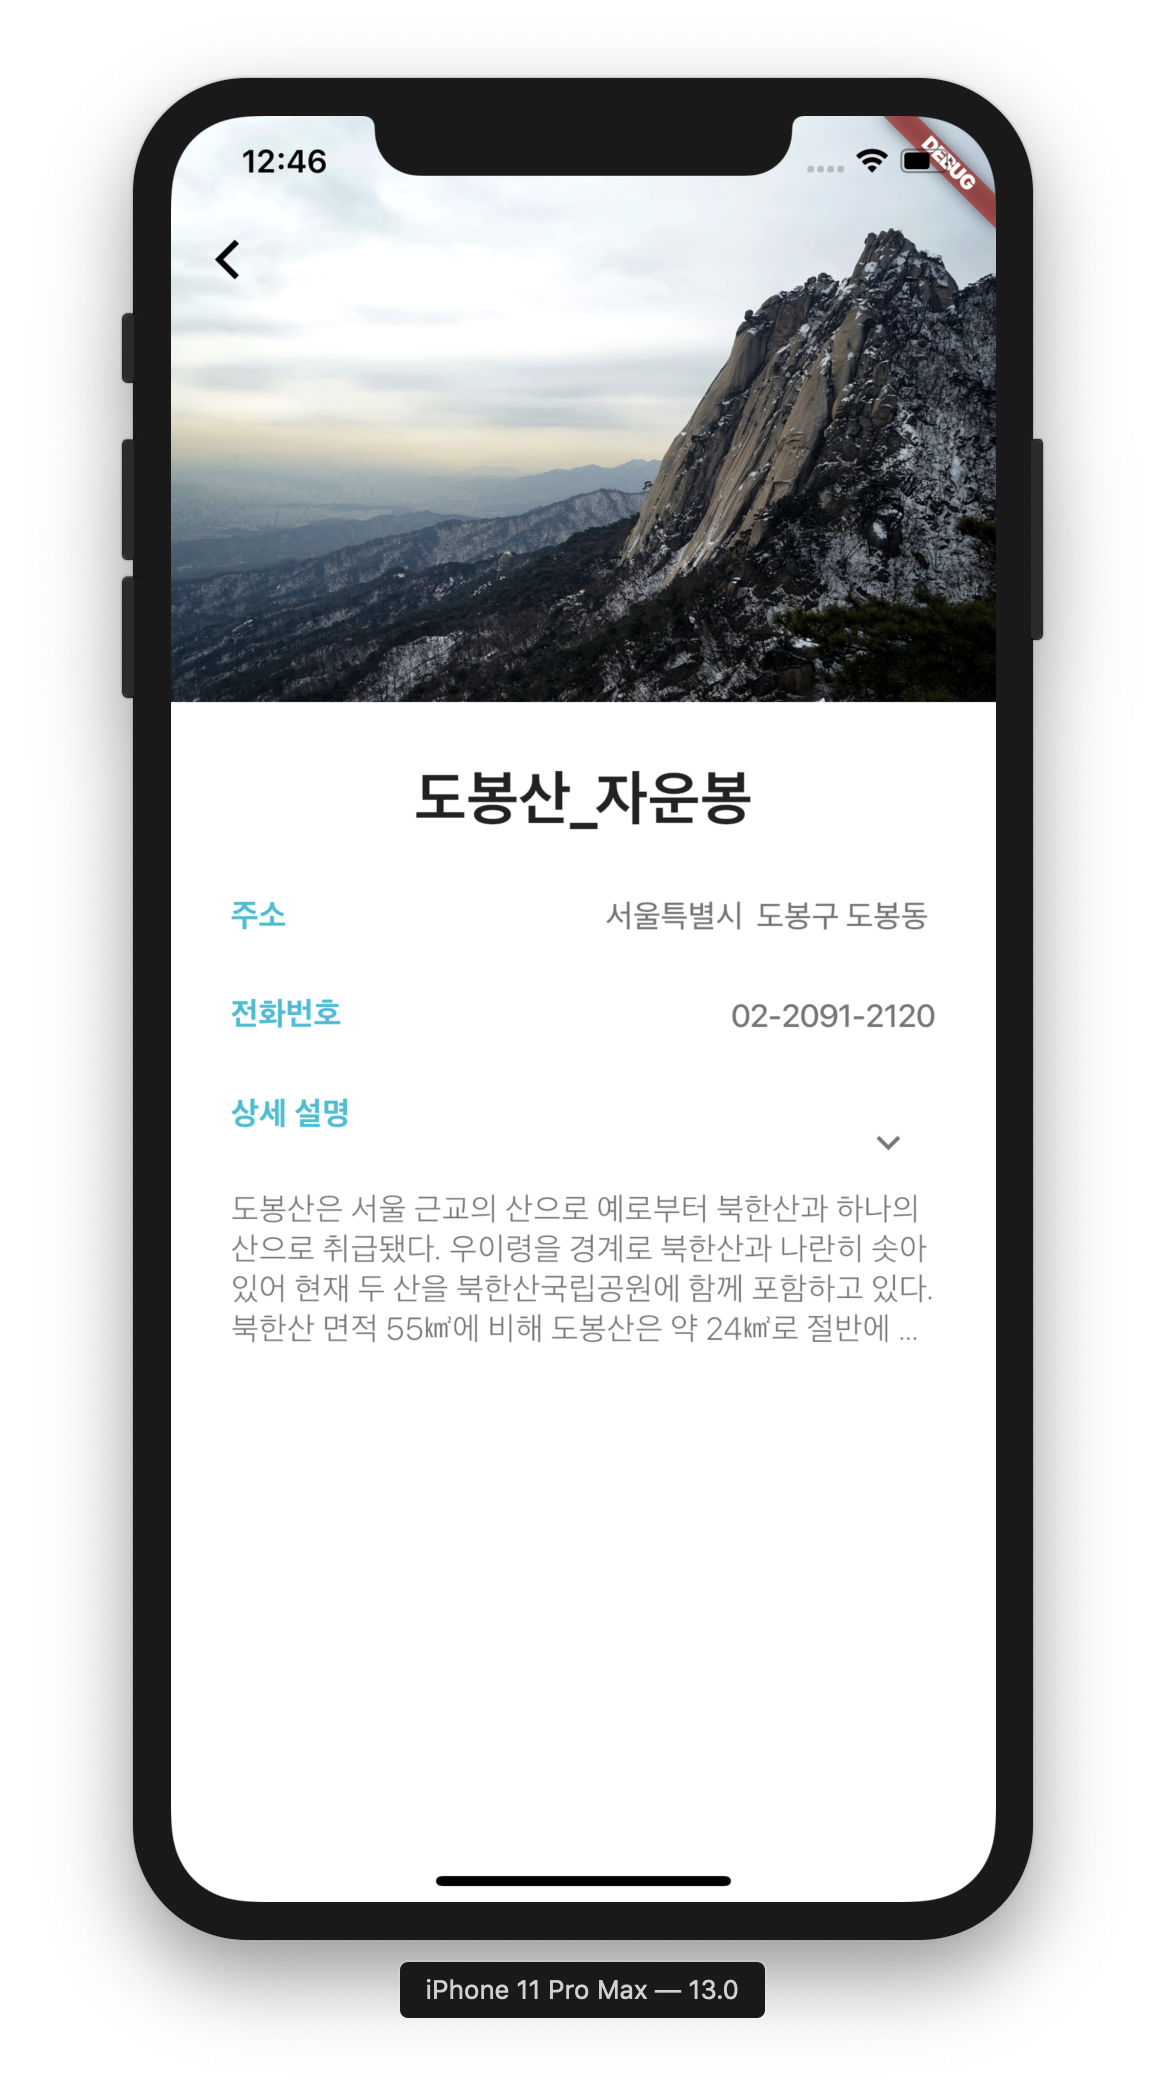 12:46
DEBUG
도봉산_자운봉
주소
서울특별시 도봉구 도봉동
전화번호
02-2091-2120
상세 설명
도봉산은 서울 근교의 산으로 예로부터 북한산과 하나의
산으로 취급됐다. 우이령을 경계로 북한산과 나란히 솟아
있어 현재 두 산을 북한산국립공원에 함께 포함하고 있다.
북한산 면적 55㎢에 비해 도봉산은 약 24㎢로 절반에 ...
iPhone 11 Pro Max — 13.0